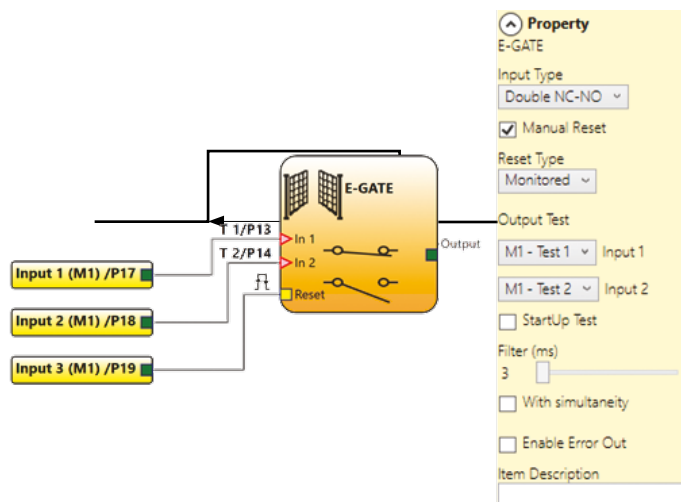 E-GATE
T 1/P13
In 1
T 2/P14
In 2
Output
Reset
Input 1 (M1) /P17
Input 2 (M1) /P18
Input 3 (M1) /P19
Property
E-GATE
Input Type
Double NC-NO
Manual Reset
Reset Type
Monitored
Output Test
M1 - Test 1 Input 1
M1 - Test 2 Input 2
StartUp Test
Filter (ms)
3
With simultaneity
Enable Error Out
Item Description